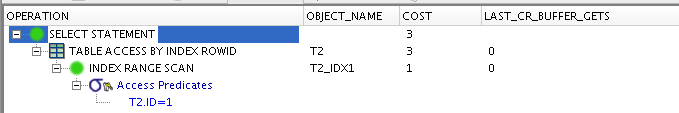 OPERATION OBJECT_NAME COST LAST_CR_BUFFER_GETS
SELECT STATEMENT 3
TABLE ACCESS BY INDEX ROWID T2 3 0
INDEX RANGE SCAN T2_IDX1 1 0
Access Predicates
T2.ID=1